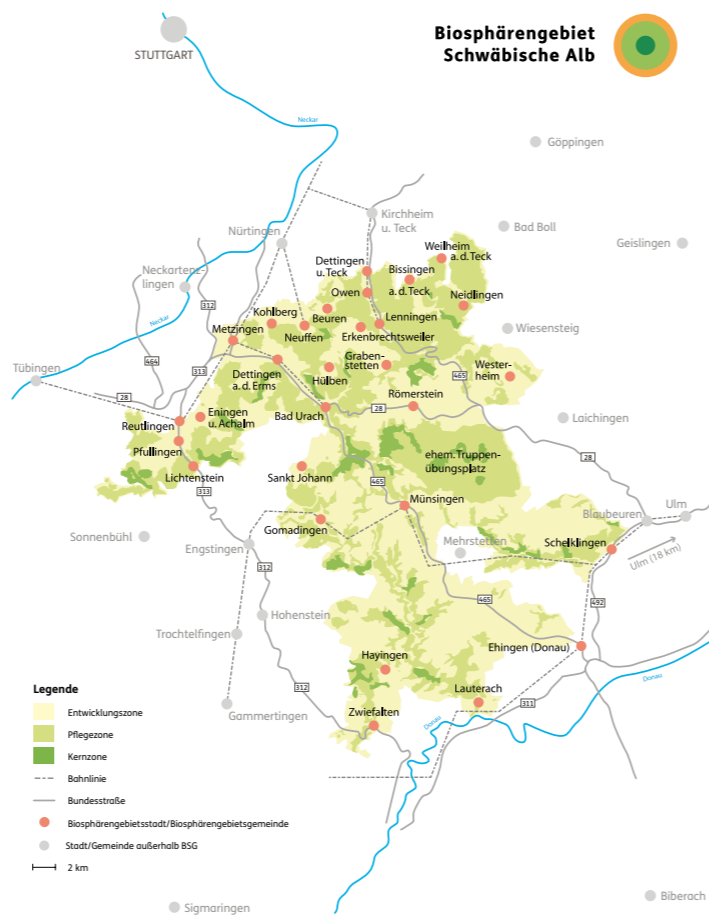 Biosphärengebiet
Schwäbische Alb
STUTTGART
Neckar
Göppingen
Kirchheim
u. Teck
Bad Boll
Nürtingen
Weilheim
a. d. Teck
Geislingen
Dettingen
u. Teck
Bissingen
a. d. Teck
Neckartenz-
lingen
Owen
Neidlingen
312
Kohlberg
Beuren
Lenningen
Neckar
Metzingen
Neuffen
Erkenbrechtsweiler
Wiesensteig
464
313
Graben-
stetten
Wester-
heim
Tübingen
Dettingen
a. d. Erms
Hülben
465
28
Römerstein
Eningen
u. Achalm
Bad Urach
28
Reutlingen
Laichingen
Pfullingen
ehem. Truppen-
übungsplatz
28
Lichtenstein
Sankt Johann
465
313
Münsingen
Ulm
Blaubeuren
Gomadingen
Sonnenbühl
Engstingen
Mehrstetten
Schelklingen
Ulm (18 km)
312
465
492
Hohenstein
Trochtelfingen
Ehingen (Donau)
Hayingen
Donau
312
Lauterach
311
Gammertingen
Zwiefalten
Donau
Legende
Entwicklungszone
Pflegezone
Kernzone
Bahnlinie
Bundesstraße
Biosphärengebietsstadt/Biosphärengebietsgemeinde
Stadt/Gemeinde außerhalb BSG
2 km
Sigmaringen
Biberach